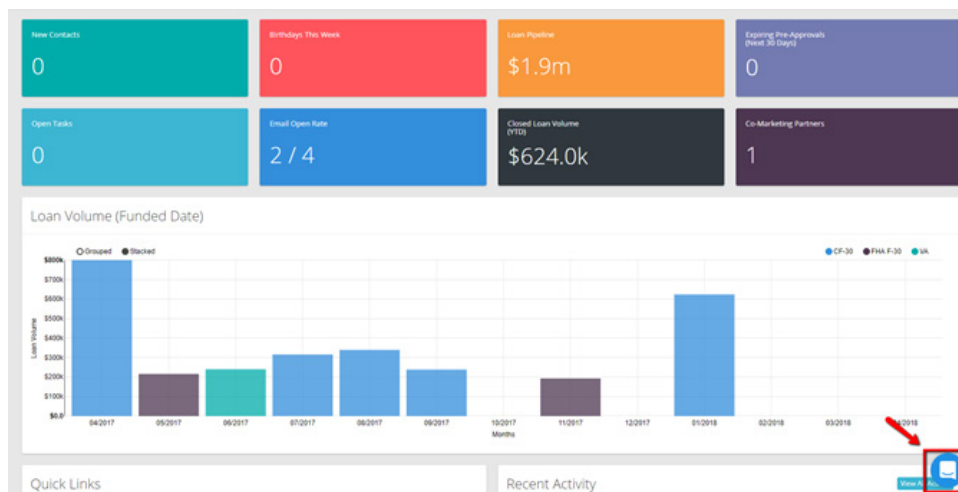 New Contacts
0
Birthdays This Week
0
Loan Pipeline
$1.9m
Expiring Pre-Approvals
(Next 30 Days)
0
Open Tasks
0
Email Open Rate
2 / 4
Closed Loan Volume
(YTD)
$624.0k
Co-Marketing Partners
1
Loan Volume (Funded Date)
Grouped Stacked
CF-30 FHA F-30 VA
$800k
$700k
$600k
$500k
$400k
$300k
$200k
$100k
$0.0
Loan Volume
04/2017 05/2017 06/2017 07/2017 08/2017 09/2017 10/2017 11/2017 12/2017 01/2018 02/2018 03/2018
Months
Quick Links
Recent Activity
View